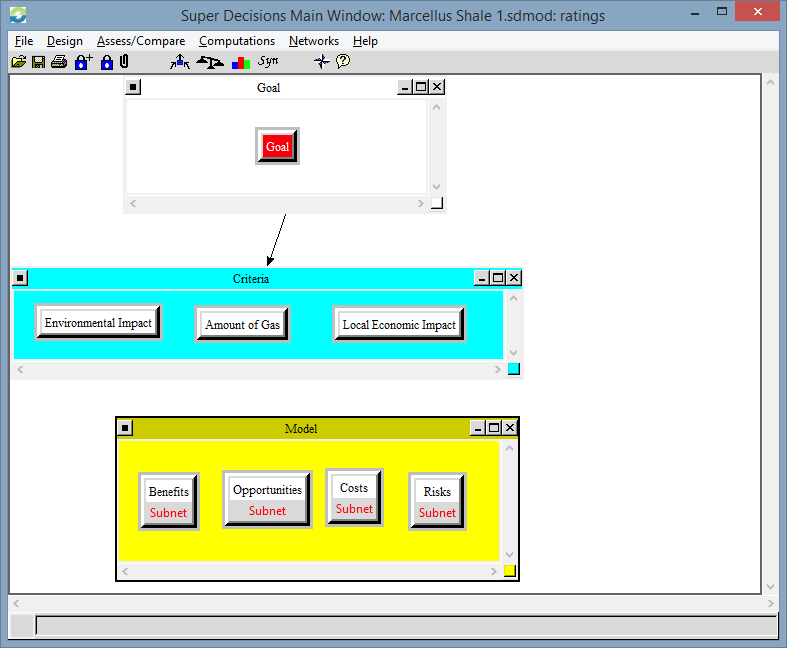 Super Decisions Main Window: Marcellus Shale 1.sdmod: ratings
File Design Assess/Compare Computations Networks Help
Syn
Goal
Goal
Criteria
Environmental Impact Amount of Gas Local Economic Impact
Model
Benefits Opportunities Costs Risks
Subnet Subnet Subnet Subnet